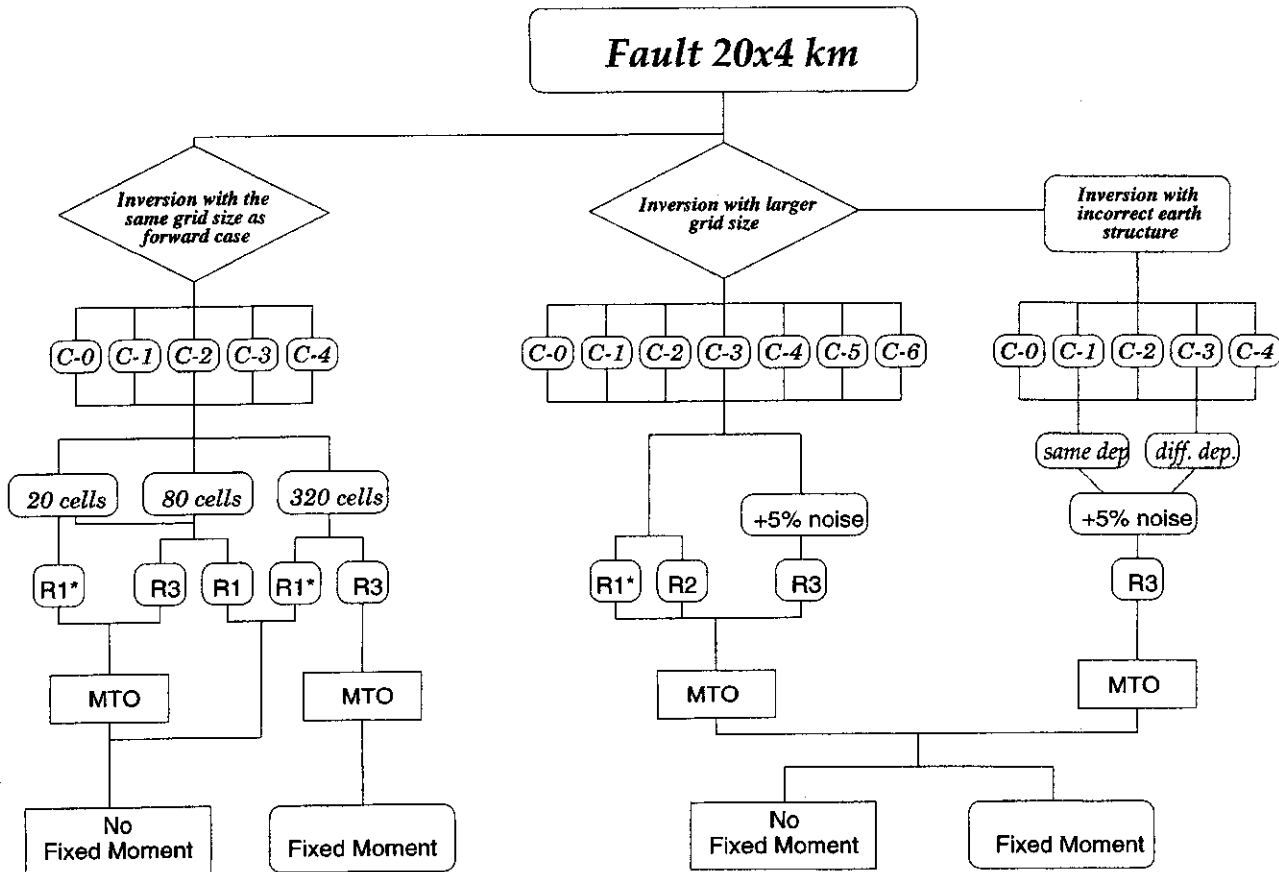 Fault 20x4 km
Inversion with the
same grid size as
forward case
Inversion with larger
grid size
Inversion with
incorrect earth
structure
C-0 C-1 C-2 C-3 C-4
C-0 C-1 C-2 C-3 C-4 C-5 C-6
C-0 C-1 C-2 C-3 C-4
same dep
diff. dep.
20 cells
80 cells
320 cells
+5% noise
+5% noise
R1*
R3
R1
R1*
R3
R1*
R2
R3
R3
MTO
MTO
MTO
MTO
No
Fixed Moment
Fixed Moment
No
Fixed Moment
Fixed Moment